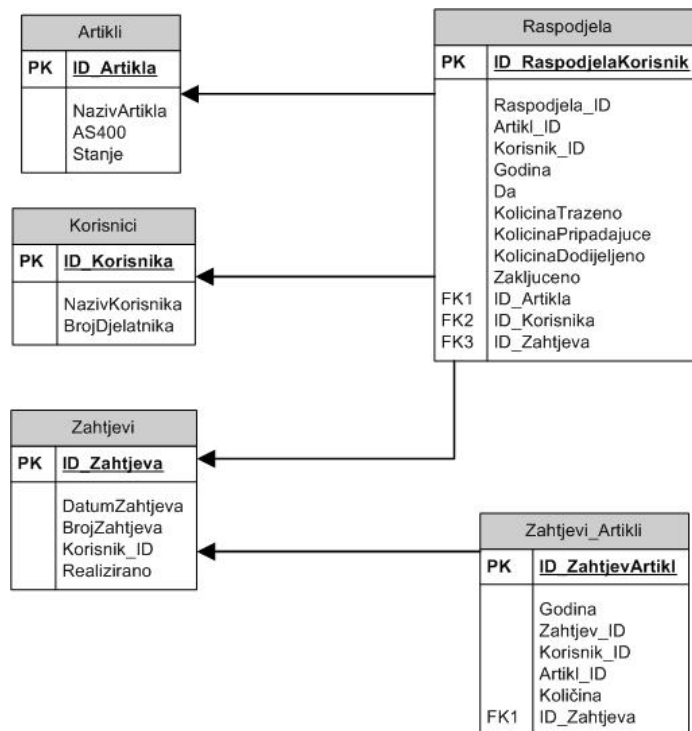 Artikli
PK ID_Artikla
NazivArtikla
AS400
Stanje
Korisnici
PK ID_Korisnika
NazivKorisnika
BrojDjelatnika
Zahtjevi
PK ID_Zahtjeva
DatumZahtjeva
BrojZahtjeva
Korisnik_ID
Realizirano
Raspodjela
PK ID_RaspodjelaKorisnik
Raspodjela_ID
Artikl_ID
Korisnik_ID
Godina
Da
KolicinaTrazeno
KolicinaPripadajuce
KolicinaDodijeljeno
Zakljuceno
FK1 ID_Artikla
FK2 ID_Korisnika
FK3 ID_Zahtjeva
Zahtjevi_Artikli
PK ID_ZahtjevArtikl
Godina
Zahtjev_ID
Korisnik_ID
Artikl_ID
Količina
FK1 ID_Zahtjeva